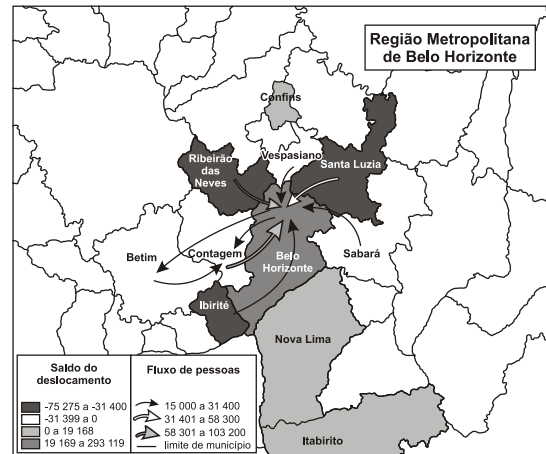 Região Metropolitana
de Belo Horizonte
Confins
Vespasiano
Ribeirão
das
Neves
Santa Luzia
Contagem
Betim
Sabará
Belo
Horizonte
Ibirité
Nova Lima
Itabirito
Saldo do
deslocamento
-75 275 a -31 400
-31 399 a 0
0 a 19 168
19 169 a 293 119
Fluxo de pessoas
15 000 a 31 400
31 401 a 58 300
58 301 a 103 200
limite de município